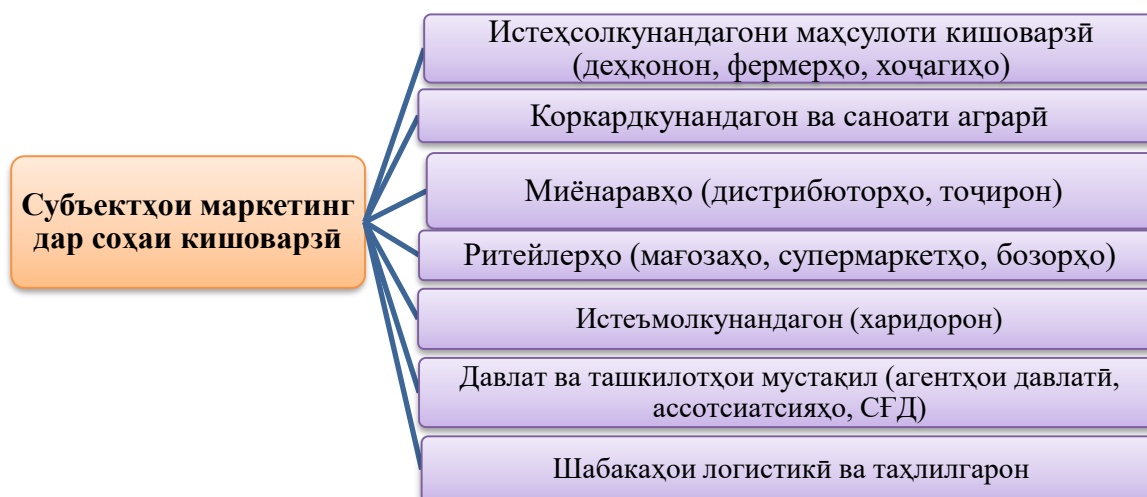 Субъектҳои маркетинг
дар соҳаи кишоварзӣ
Истеҳсолкунандагони маҳсулоти кишоварзӣ
(деҳқонон, фермерҳо, хоҷагиҳо)
Коркардкунандагон ва саноати аграрӣ
Миёнаравҳо (дистрибюторҳо, тоҷирон)
Ритейлерҳо (мағозаҳо, супермаркетҳо, бозорҳо)
Истеъмолкунандагон (харидорон)
Давлат ва ташкилотҳои мустақил (агентҳои давлатӣ,
ассотсиатсияҳо, СҒД)
Шабакаҳои логистикӣ ва таҳлилгарон